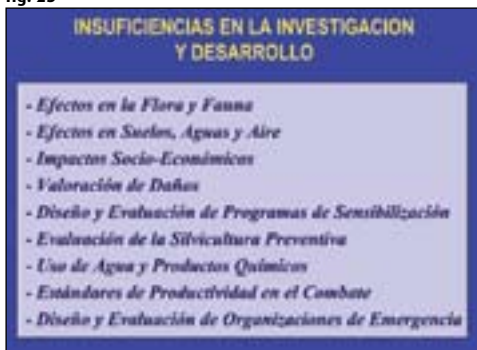 INSUFICIENCIAS EN LA INVESTIGACION
Y DESARROLLO
- Efectos en la Flora y Fauna
- Efectos en Suelos, Aguas y Aire
- Impactos Socio-Económicos
- Valoración de Daños
- Diseño y Evaluación de Programas de Sensibilización
- Evaluación de la Silvicultura Preventiva
- Uso de Agua y Productos Químicos
- Estándares de Productividad en el Combate
- Diseño y Evaluación de Organizaciones de Emergencia